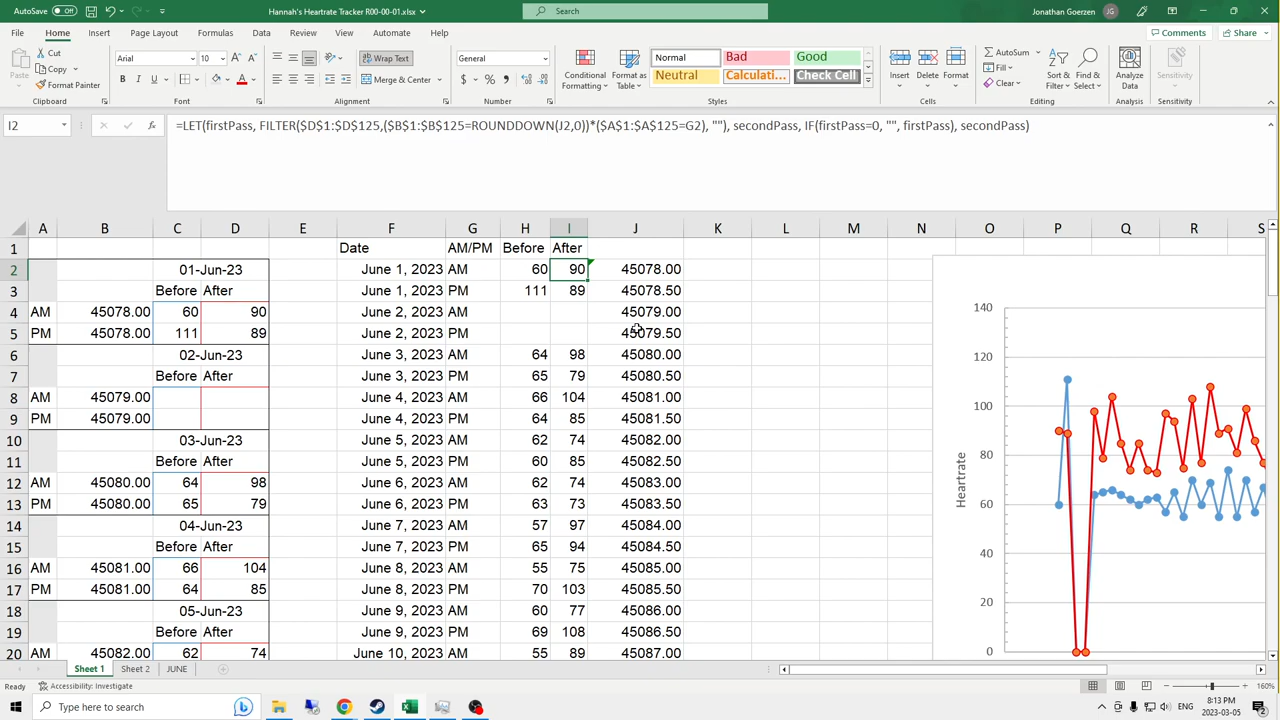 AutoSave Off Hannah's Heartrate Tracker R00-00-01.xlsx Search Jonathan Goerzen JG
File Home Insert Page Layout Formulas Data Review View Automate Help Comments Share
Paste Cut Copy Format Painter Clipboard
Arial 10 B I U Font
Wrap Text Merge & Center Alignment
General Number
Conditional Formatting Format as Table
Normal Bad Good
Neutral Calculati... Check Cell Styles
Insert Delete Format Cells
AutoSum Fill Clear Sort & Filter Find & Select Editing
Analyze Data Analysis
Sensitivity Sensitivity
I2 =LET(firstPass, FILTER($D$1:$D$125,($B$1:$B$125=ROUNDDOWN(J2,0))*($A$1:$A$125=G2), ""), secondPass, IF(firstPass=0, "", firstPass), secondPass)
A B C D E F G H I J K L M N O P Q R S
1 Date AM/PM Before After
2 01-Jun-23 June 1, 2023 AM 60 90 45078.00
3 Before After June 1, 2023 PM 111 89 45078.50
4 AM 45078.00 60 90 June 2, 2023 AM 45079.00
5 PM 45078.00 111 89 June 2, 2023 PM 45079.50
6 02-Jun-23 June 3, 2023 AM 64 98 45080.00
7 Before After June 3, 2023 PM 65 79 45080.50
8 AM 45079.00 June 4, 2023 AM 66 104 45081.00
9 PM 45079.00 June 4, 2023 PM 64 85 45081.50
10 03-Jun-23 June 5, 2023 AM 62 74 45082.00
11 Before After June 5, 2023 PM 60 85 45082.50
12 AM 45080.00 64 98 June 6, 2023 AM 62 74 45083.00
13 PM 45080.00 65 79 June 6, 2023 PM 63 73 45083.50
14 04-Jun-23 June 7, 2023 AM 57 97 45084.00
15 Before After June 7, 2023 PM 65 94 45084.50
16 AM 45081.00 66 104 June 8, 2023 AM 55 75 45085.00
17 PM 45081.00 64 85 June 8, 2023 PM 70 103 45085.50
18 05-Jun-23 June 9, 2023 AM 60 77 45086.00
19 Before After June 9, 2023 PM 69 108 45086.50
20 AM 45082.00 62 74 June 10, 2023 AM 55 89 45087.00
Heartrate
140
120
100
80
60
40
20
0
Sheet 1 Sheet 2 JUNE
Ready Accessibility: Investigate 160%
Type here to search 8:13 PM
2023-03-05 2